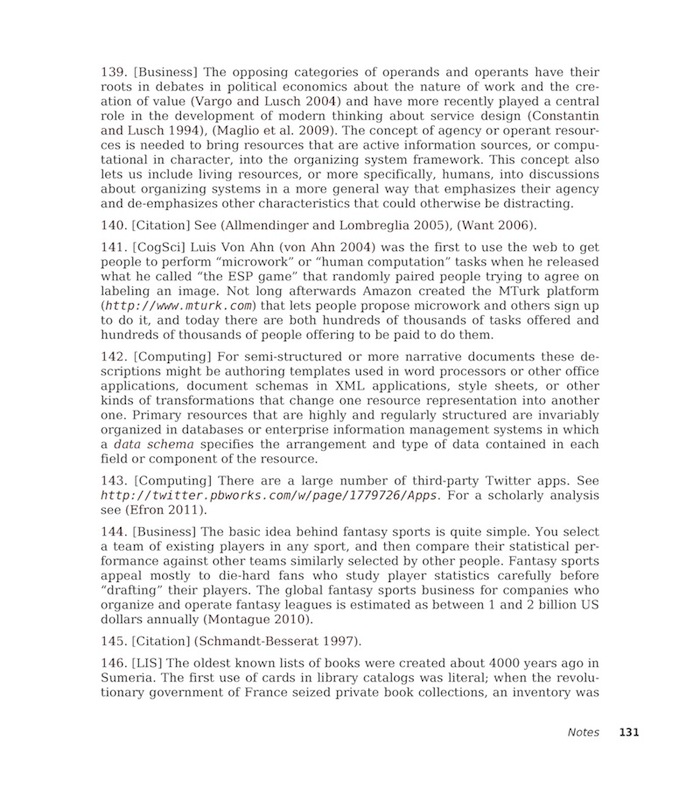 139. [Business] The opposing categories of operands and operants have their
roots in debates in political economics about the nature of work and the cre-
ation of value (Vargo and Lusch 2004) and have more recently played a central
role in the development of modern thinking about service design (Constantin
and Lusch 1994), (Maglio et al. 2009). The concept of agency or operant resour-
ces is needed to bring resources that are active information sources, or compu-
tational in character, into the organizing system framework. This concept also
lets us include living resources, or more specifically, humans, into discussions
about organizing systems in a more general way that emphasizes their agency
and de-emphasizes other characteristics that could otherwise be distracting.
140. [Citation] See (Allmendinger and Lombreglia 2005), (Want 2006).
141. [CogSci] Luis Von Ahn (von Ahn 2004) was the first to use the web to get
people to perform “microwork” or “human computation” tasks when he released
what he called “the ESP game” that randomly paired people trying to agree on
labeling an image. Not long afterwards Amazon created the MTurk platform
(http://www.mturk.com) that lets people propose microwork and others sign up
to do it, and today there are both hundreds of thousands of tasks offered and
hundreds of thousands of people offering to be paid to do them.
142. [Computing] For semi-structured or more narrative documents these de-
scriptions might be authoring templates used in word processors or other office
applications, document schemas in XML applications, style sheets, or other
kinds of transformations that change one resource representation into another
one. Primary resources that are highly and regularly structured are invariably
organized in databases or enterprise information management systems in which
a data schema specifies the arrangement and type of data contained in each
field or component of the resource.
143. [Computing] There are a large number of third-party Twitter apps. See
http://twitter.pbworks.com/w/page/1779726/Apps. For a scholarly analysis
see (Efron 2011).
144. [Business] The basic idea behind fantasy sports is quite simple. You select
a team of existing players in any sport, and then compare their statistical per-
formance against other teams similarly selected by other people. Fantasy sports
appeal mostly to die-hard fans who study player statistics carefully before
“drafting” their players. The global fantasy sports business for companies who
organize and operate fantasy leagues is estimated as between 1 and 2 billion US
dollars annually (Montague 2010).
145. [Citation] (Schmandt-Besserat 1997).
146. [LIS] The oldest known lists of books were created about 4000 years ago in
Sumeria. The first use of cards in library catalogs was literal; when the revolu-
tionary government of France seized private book collections, an inventory was
Notes 131